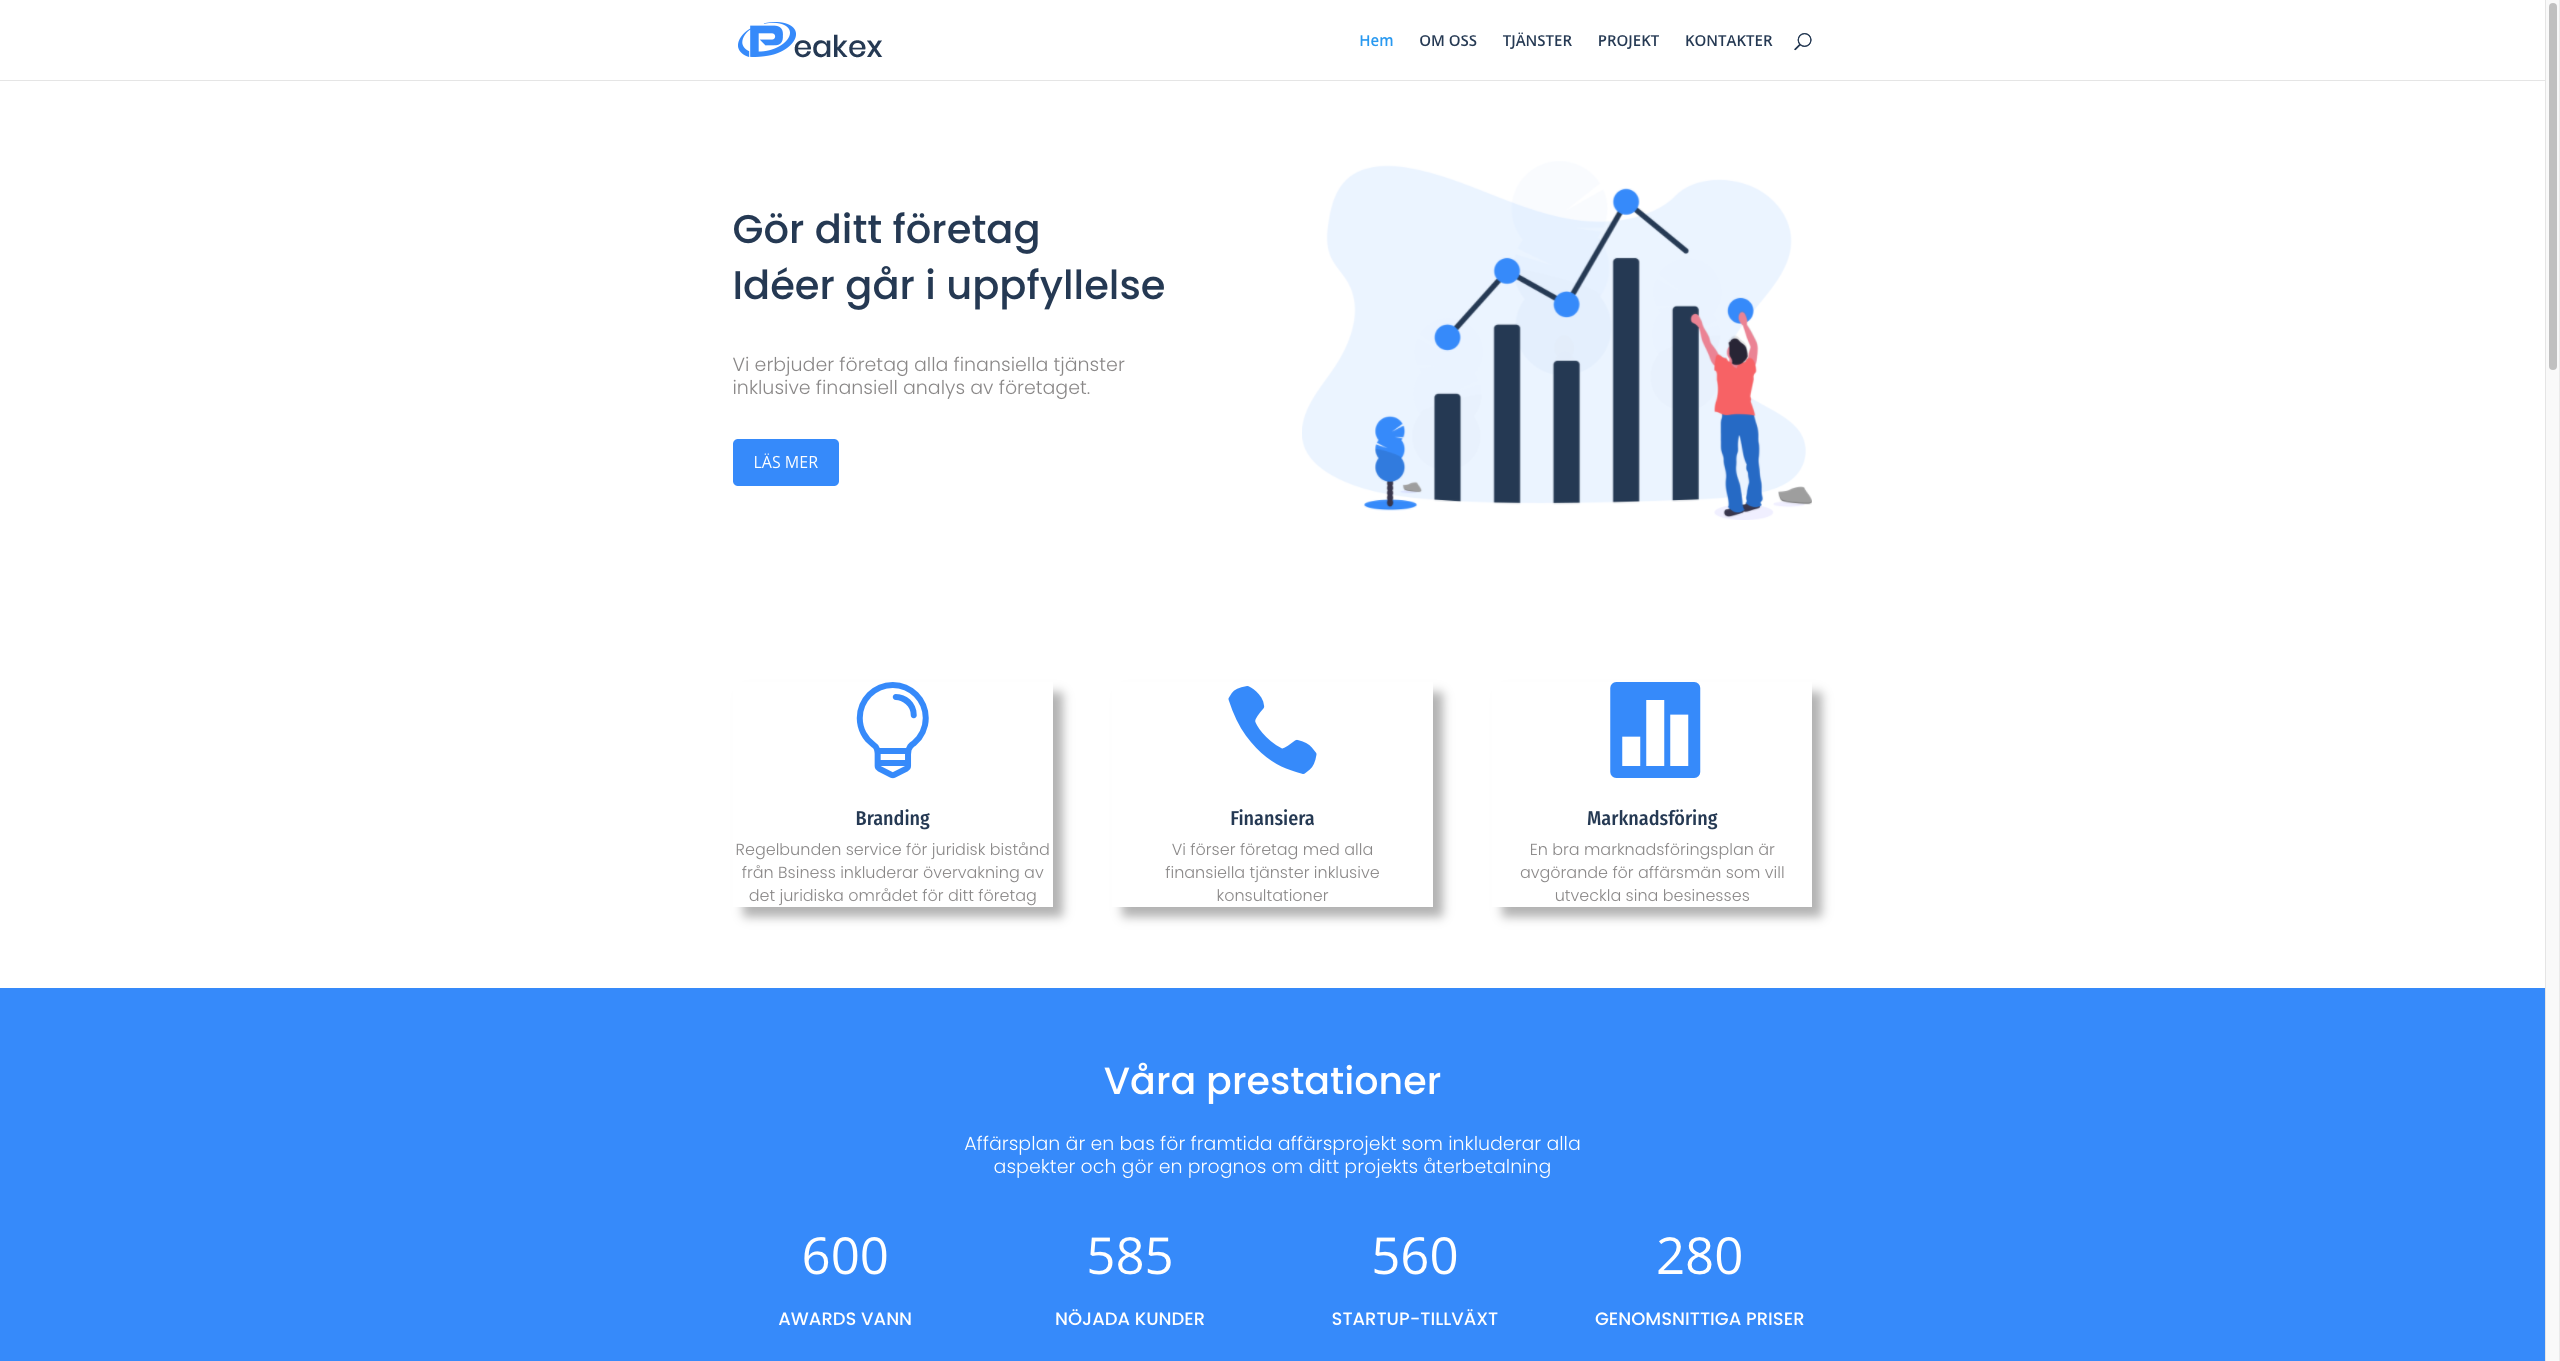 Peakex
Hem
OM OSS
TJÄNSTER
PROJEKT
KONTAKTER
Gör ditt företag
Idéer går i uppfyllelse
Vi erbjuder företag alla finansiella tjänster
inklusive finansiell analys av företaget.
LÄS MER
Branding
Regelbunden service för juridisk bistånd
från Bsiness inkluderar övervakning av
det juridiska området för ditt företag
Finansiera
Vi förser företag med alla
finansiella tjänster inklusive
konsultationer
Marknadsföring
En bra marknadsföringsplan är
avgörande för affärsmän som vill
utveckla sina besinesses
Våra prestationer
Affärsplan är en bas för framtida affärsprojekt som inkluderar alla
aspekter och gör en prognos om ditt projekts återbetalning
600
AWARDS VANN
585
NÖJADA KUNDER
560
STARTUP-TILLVÄXT
280
GENOMSNITTIGA PRISER